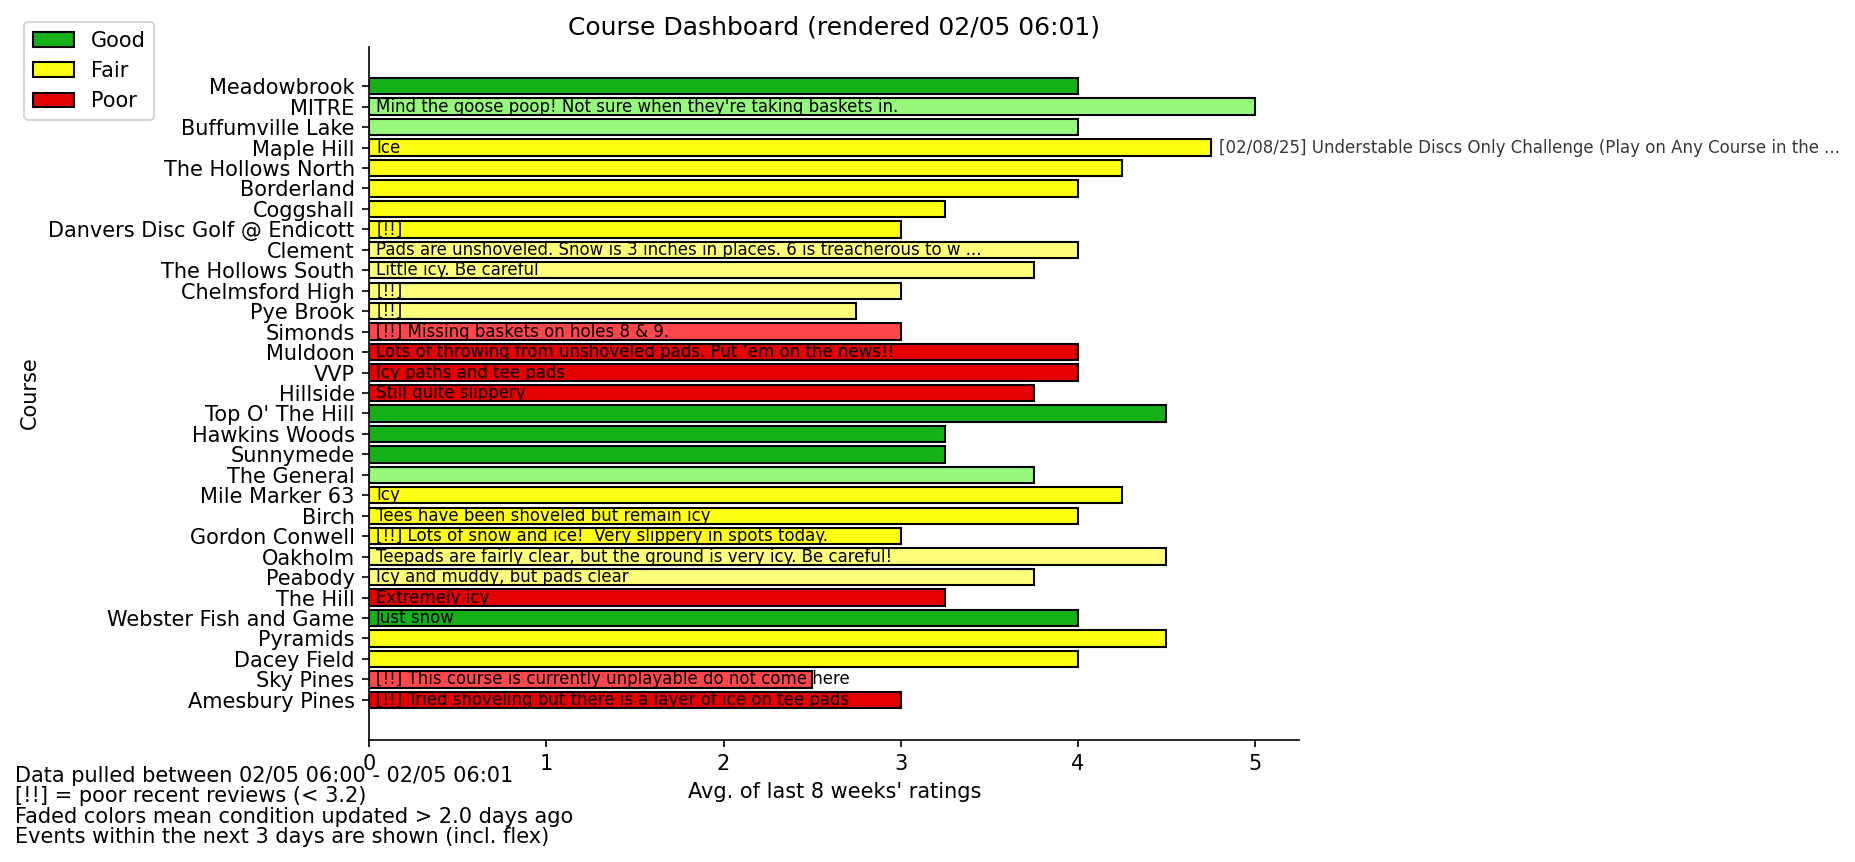 Course Dashboard (rendered 02/05 06:01)
Good
Fair
Poor
Course
Meadowbrook
MITRE Mind the goose poop! Not sure when they're taking baskets in.
Buffumville Lake
Maple Hill Ice [02/08/25] Understable Discs Only Challenge (Play on Any Course in the ...
The Hollows North
Borderland
Coggshall
Danvers Disc Golf @ Endicott [!!]
Clement Pads are unshoveled. Snow is 3 inches in places. 6 is treacherous to w ...
The Hollows South Little icy. Be careful
Chelmsford High [!!]
Pye Brook [!!]
Simonds [!!] Missing baskets on holes 8 & 9.
Muldoon Lots of throwing from unshoveled pads. Put 'em on the news!!
VVP Icy paths and tee pads
Hillside Still quite slippery
Top O' The Hill
Hawkins Woods
Sunnymede
The General
Mile Marker 63 Icy
Birch Tees have been shoveled but remain icy
Gordon Conwell [!!] Lots of snow and ice!  Very slippery in spots today.
Oakholm Teepads are fairly clear, but the ground is very icy. Be careful!
Peabody Icy and muddy, but pads clear
The Hill Extremely icy
Webster Fish and Game Just snow
Pyramids
Dacey Field
Sky Pines [!!] This course is currently unplayable do not come here
Amesbury Pines [!!] Tried shoveling but there is a layer of ice on tee pads
0 1 2 3 4 5
Avg. of last 8 weeks' ratings
Data pulled between 02/05 06:00 - 02/05 06:01
[!!] = poor recent reviews (< 3.2)
Faded colors mean condition updated > 2.0 days ago
Events within the next 3 days are shown (incl. flex)